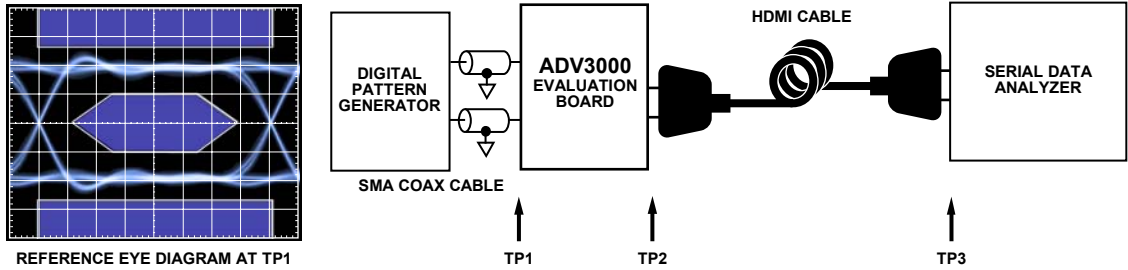 REFERENCE EYE DIAGRAM AT TP1
DIGITAL
PATTERN
GENERATOR
SMA COAX CABLE
ADV3000
EVALUATION
BOARD
HDMI CABLE
SERIAL DATA
ANALYZER
TP1
TP2
TP3